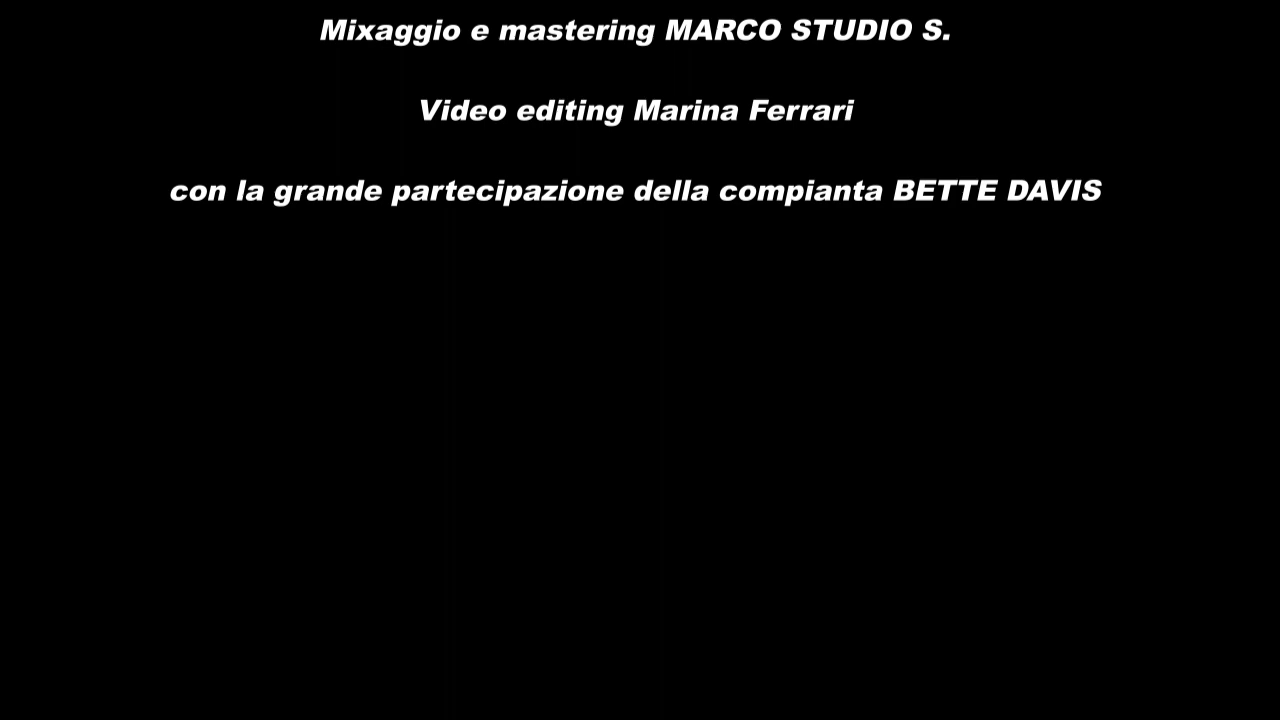 Mixaggio e mastering MARCO STUDIO S.
Video editing Marina Ferrari
con la grande partecipazione della compianta BETTE DAVIS